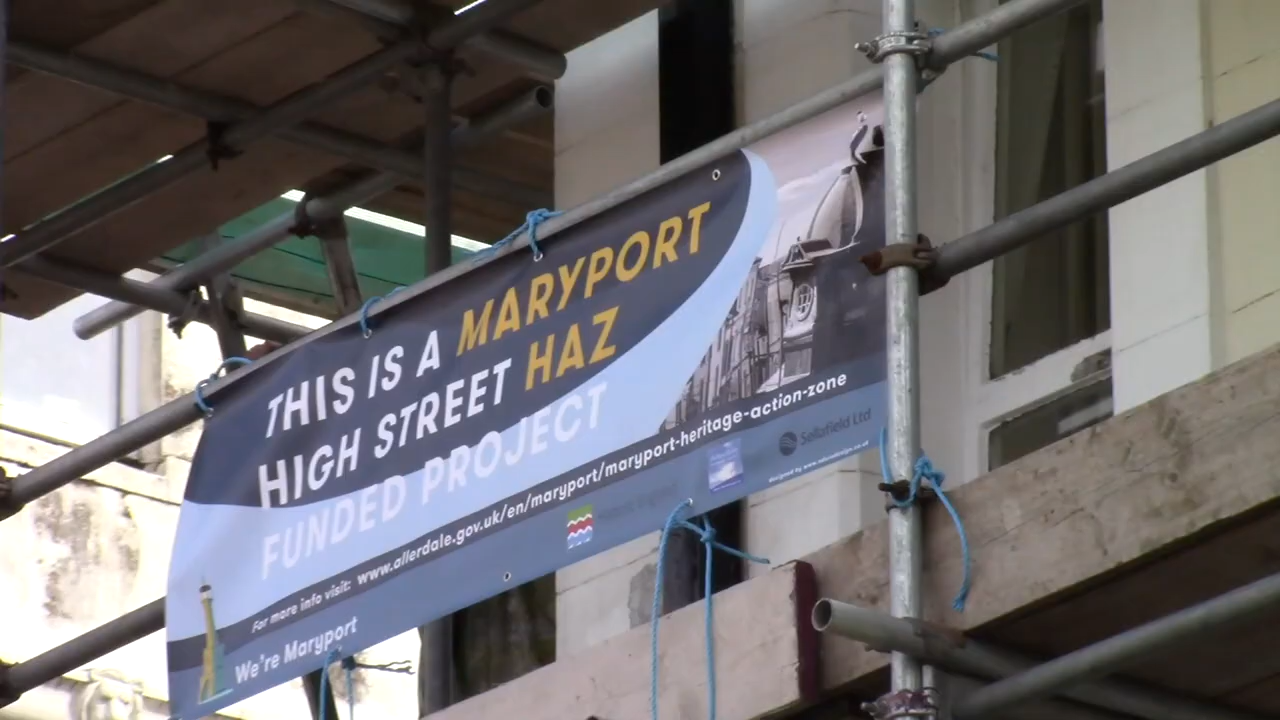 THIS IS A MARYPORT
HIGH STREET HAZ
FUNDED PROJECT
For more info visit: www.allerdale.gov.uk/en/maryport/maryport-heritage-action-zone
We're Maryport
Sellafield Ltd